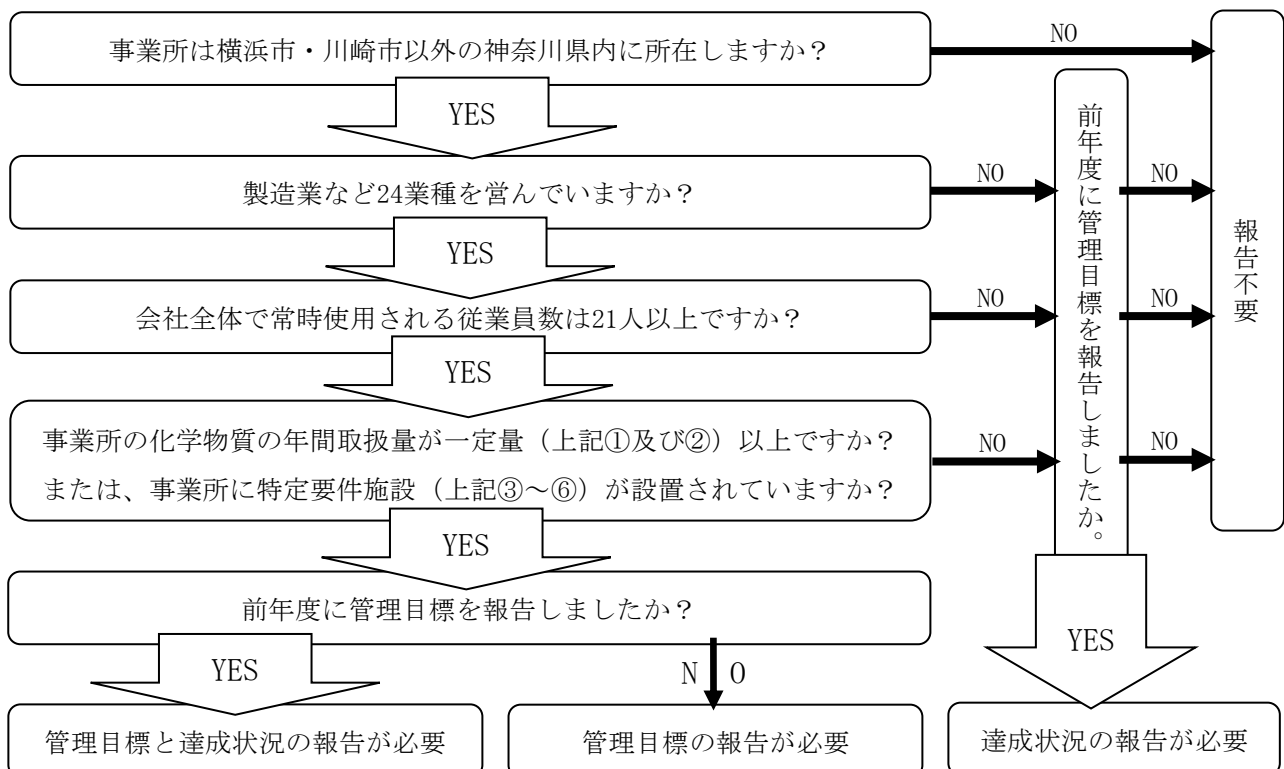 事業所は横浜市・川崎市以外の神奈川県内に所在しますか？
NO
YES
製造業など24業種を営んでいますか？
NO
NO
YES
会社全体で常時使用される従業員数は21人以上ですか？
NO
NO
YES
事業所の化学物質の年間取扱量が一定量（上記①及び②）以上ですか？
または、事業所に特定要件施設（上記③～⑥）が設置されていますか？
NO
NO
YES
前年度に管理目標を報告しましたか。
報告不要
前年度に管理目標を報告しましたか？
YES
NO
YES
管理目標と達成状況の報告が必要
管理目標の報告が必要
達成状況の報告が必要